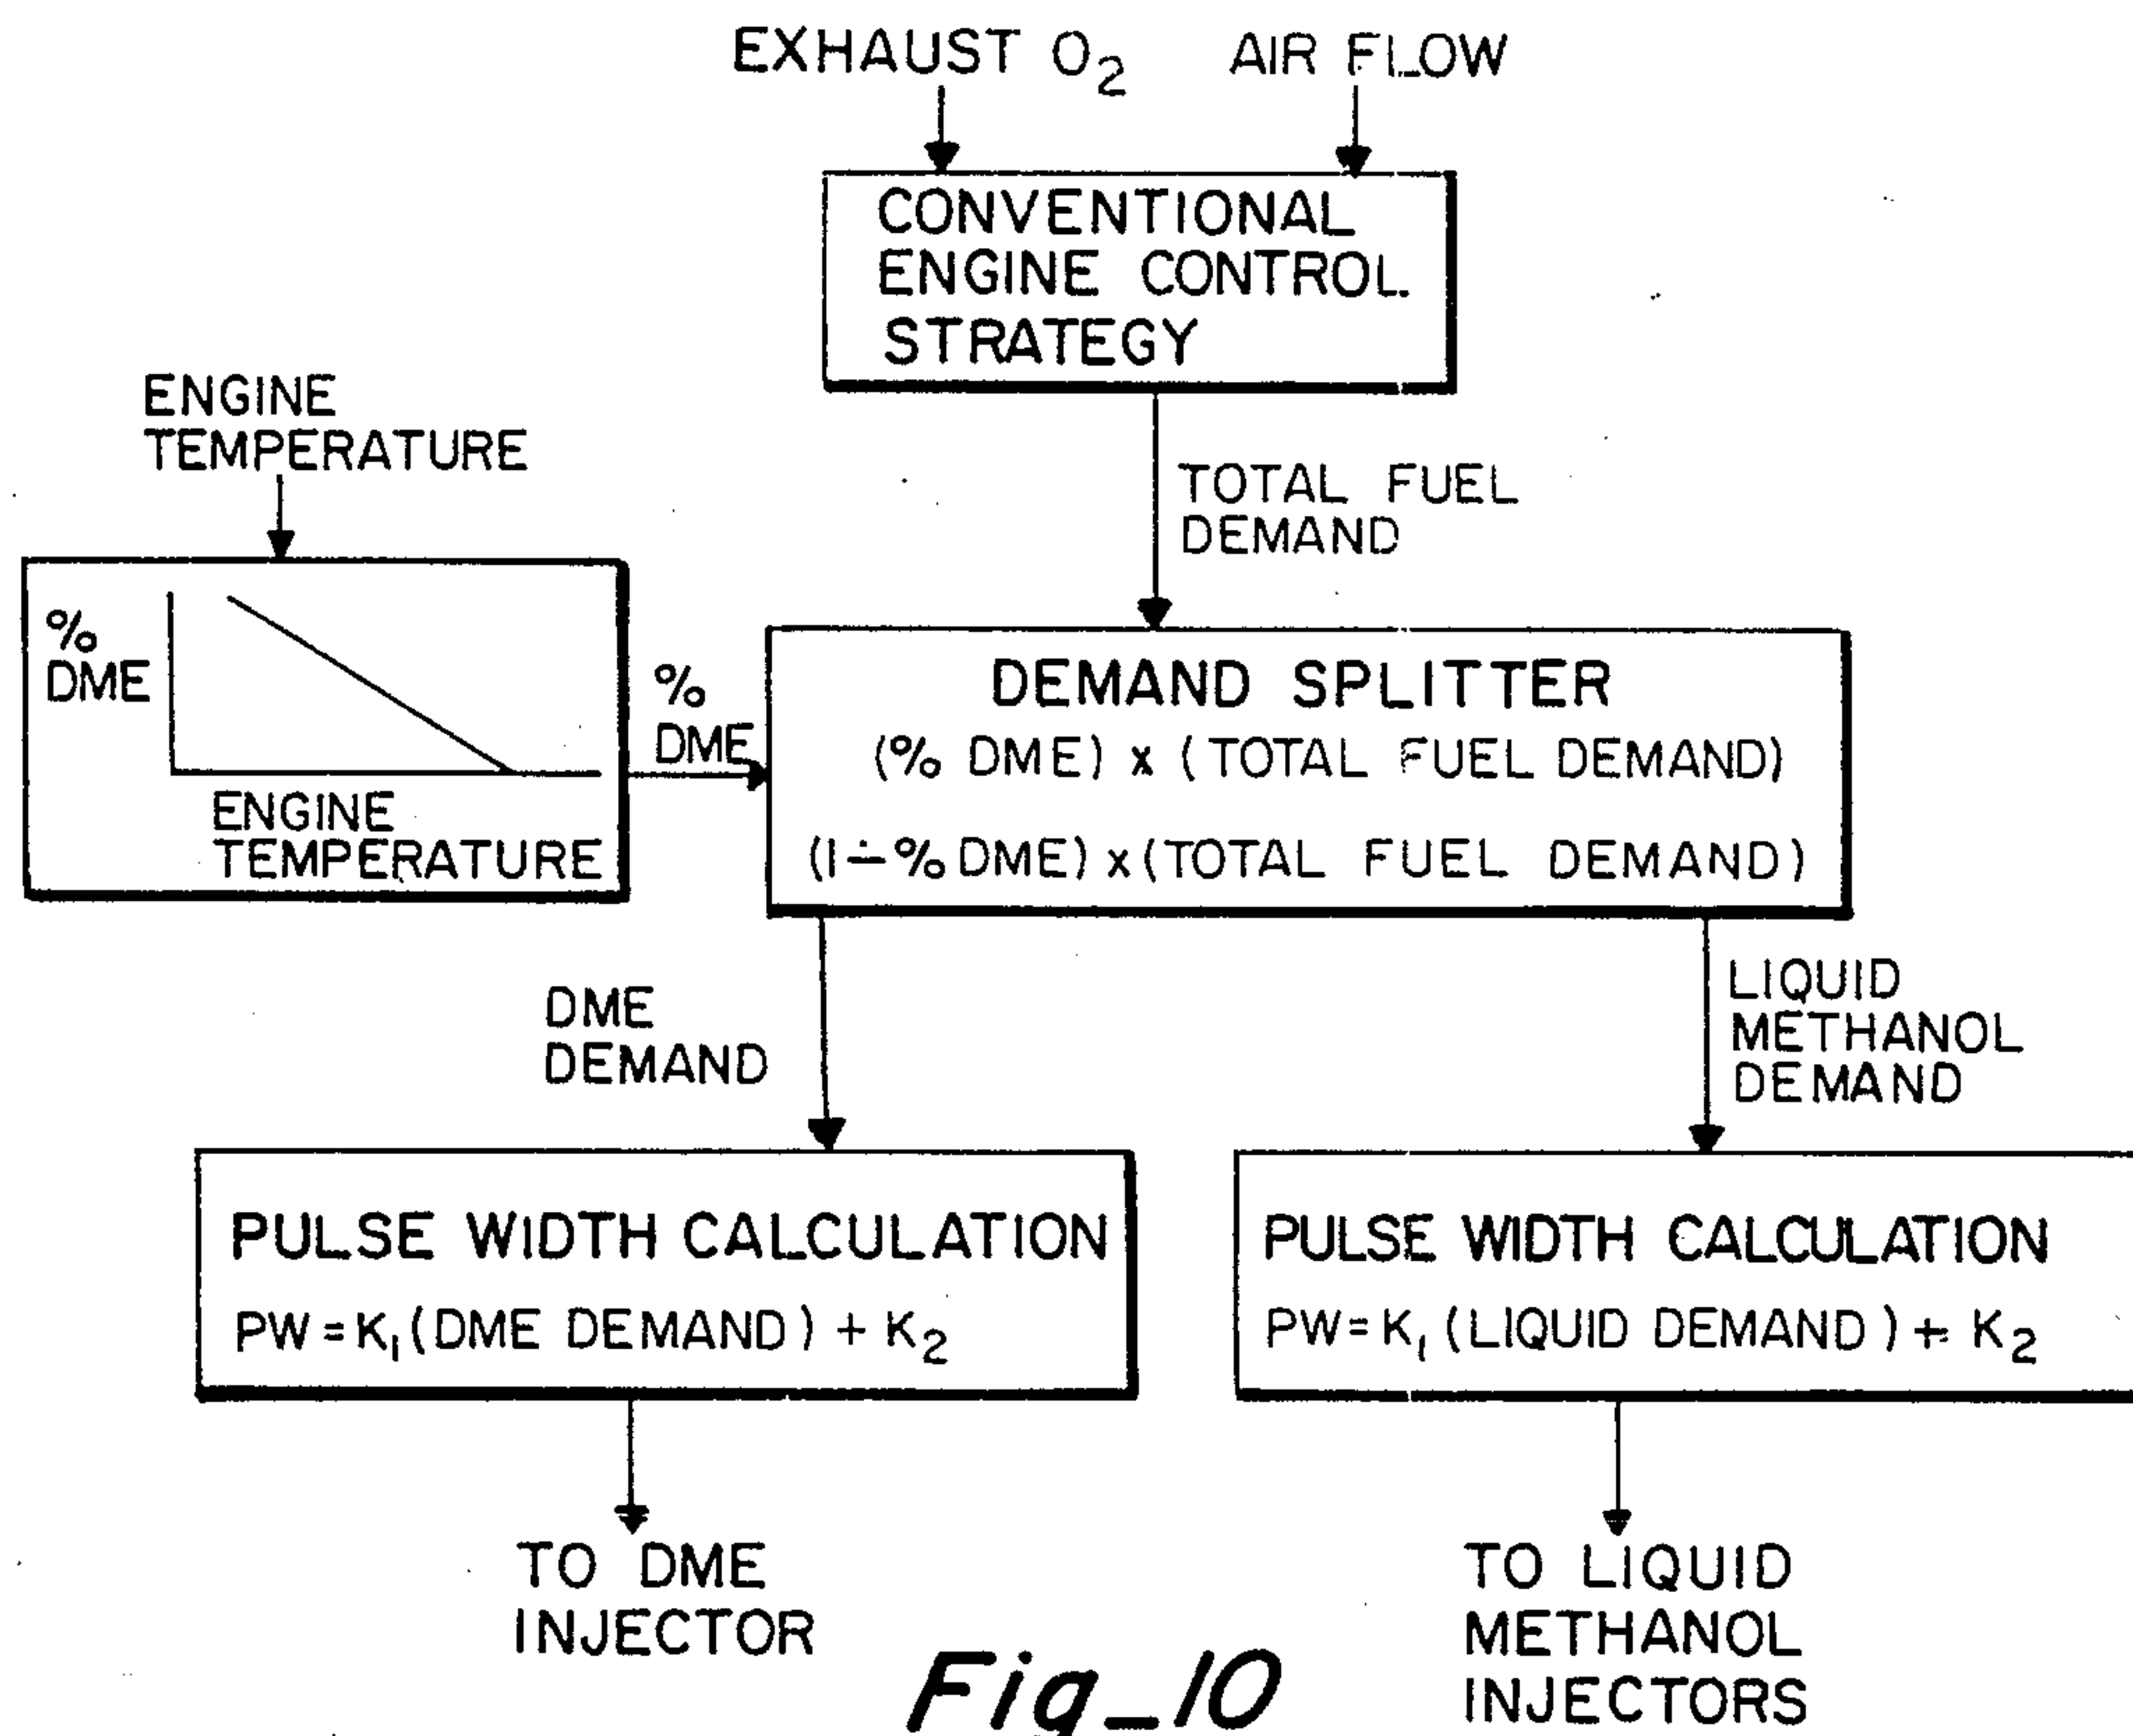 EXHAUST O₂ AIR FLOW
CONVENTIONAL
ENGINE CONTROL
STRATEGY
ENGINE
TEMPERATURE
TOTAL FUEL
DEMAND
%
DME
ENGINE
TEMPERATURE
%
DME
DEMAND SPLITTER
(% DME) x (TOTAL FUEL DEMAND)
(1∸% DME) x (TOTAL FUEL DEMAND)
DME
DEMAND
LIQUID
METHANOL
DEMAND
PULSE WIDTH CALCULATION
PW = K₁ (DME DEMAND) + K₂
PULSE WIDTH CALCULATION
PW = K₁ (LIQUID DEMAND) + K₂
TO DME
INJECTOR
TO LIQUID
METHANOL
INJECTORS
Fig_10